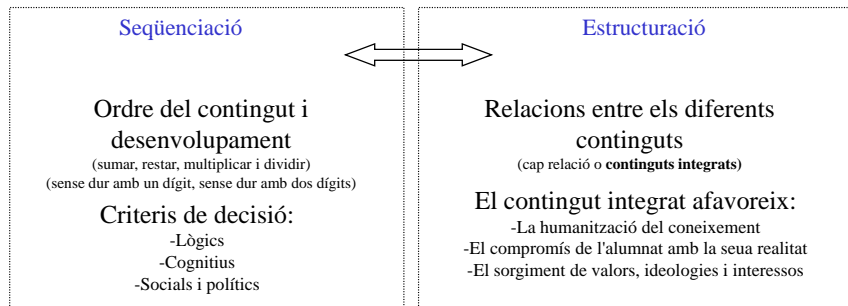 Seqüenciació
Ordre del contingut i
desenvolupament
(sumar, restar, multiplicar i dividir)
(sense dur amb un dígit, sense dur amb dos dígits)
Criteris de decisió:
-Lògics
-Cognitius
-Socials i polítics
Estructuració
Relacions entre els diferents
continguts
(cap relació o continguts integrats)
El contingut integrat afavoreix:
-La humanització del coneixement
-El compromís de l'alumnat amb la seua realitat
-El sorgiment de valors, ideologies i interessos